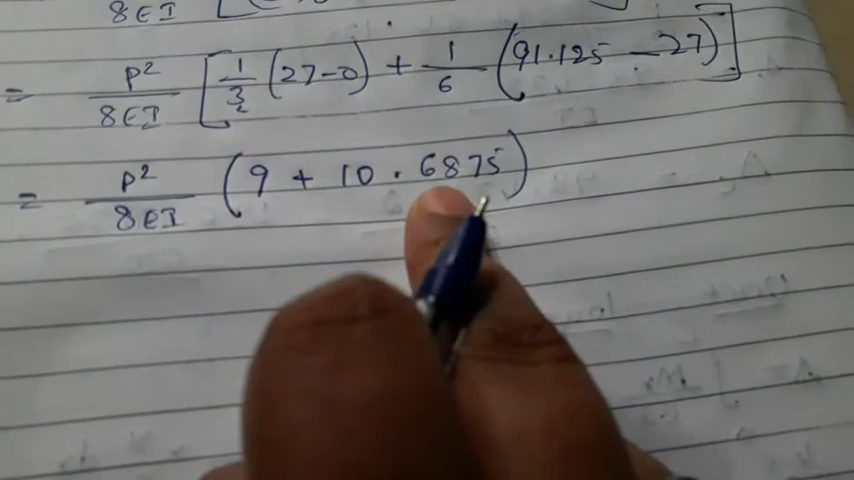 8EI [
= P² / 8EI [ 1/3 (27-0) + 1/6 (91.125 - 27) ]
= P² / 8EI (9 + 10.6875)